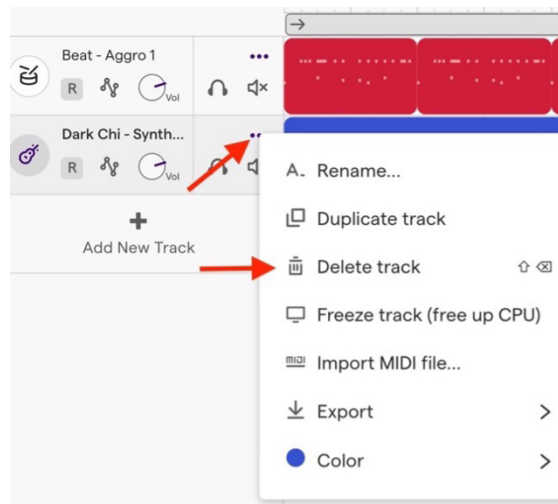 Beat - Aggro 1
R
Vol
Dark Chi - Synth...
R
Vol
Add New Track
A Rename...
Duplicate track
Delete track
Freeze track (free up CPU)
MIDI Import MIDI file...
Export
Color